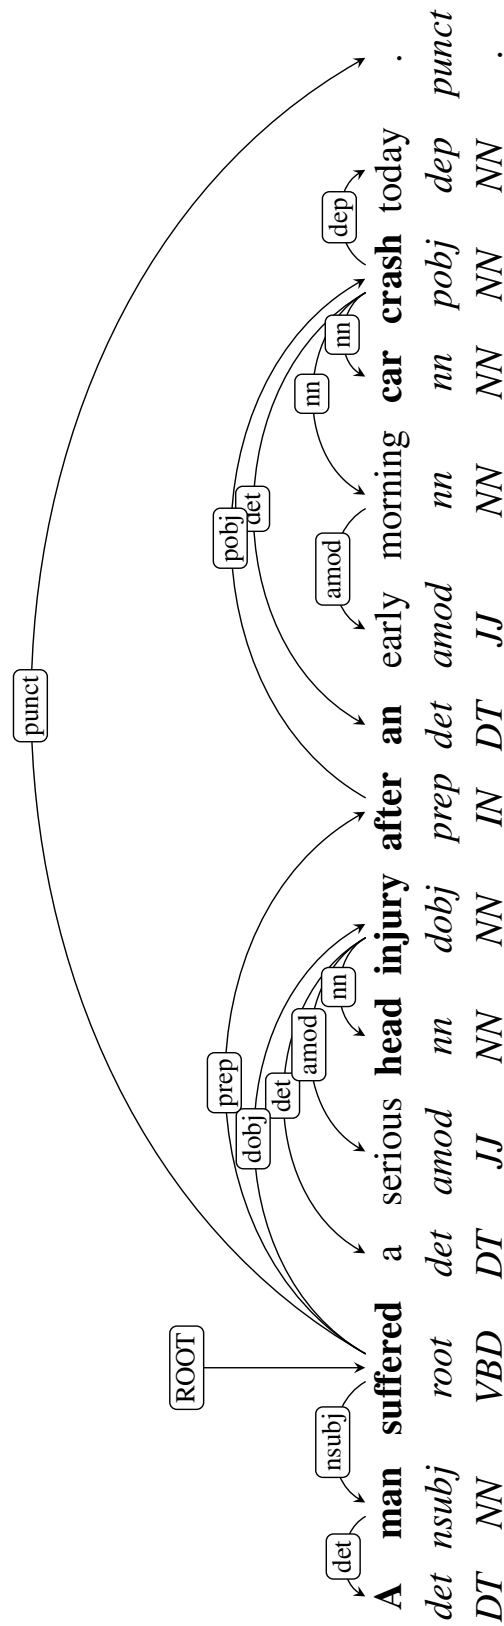 punct
ROOT
prep
pobj
dobj
det
det
amod
nn
nsubj
det
nn
amod
nn
dep
A man suffered a serious head injury after an early morning car crash today .
det nsubj root det amod nn dobj prep det amod nn nn pobj dep punct
DT NN VBD DT JJ NN NN IN DT JJ NN NN NN NN .